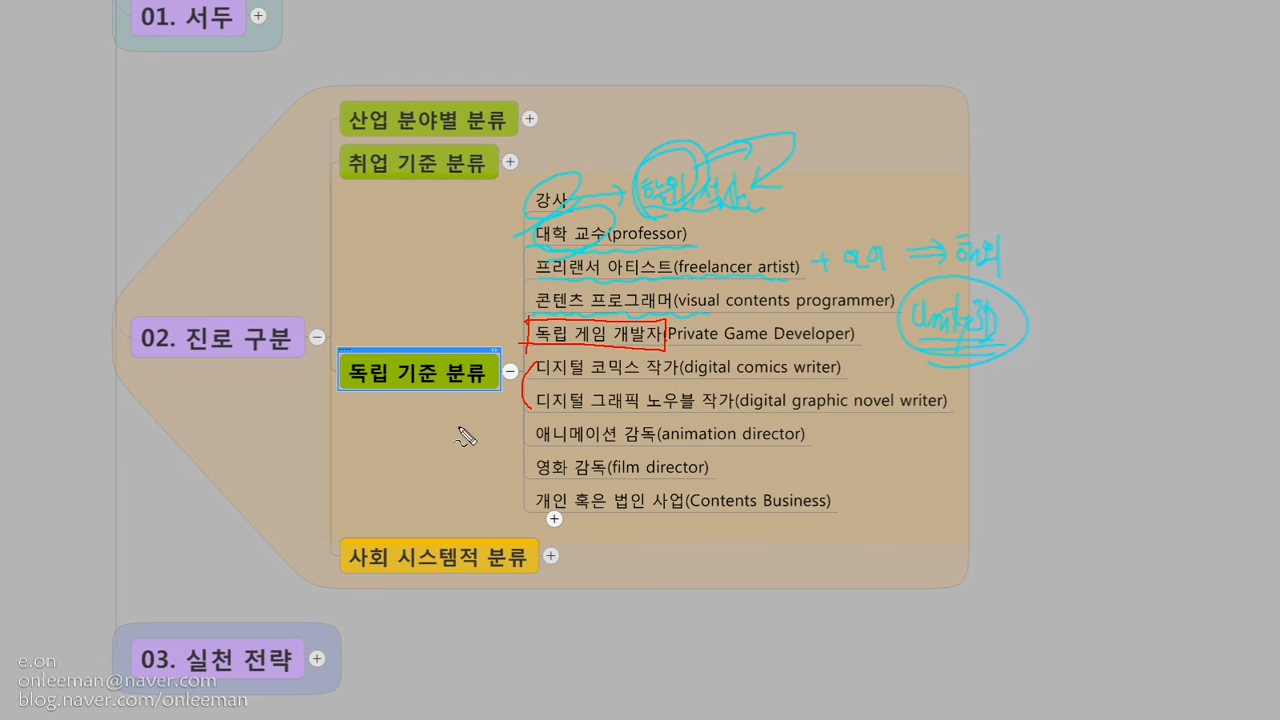 01. 서두
산업 분야별 분류
취업 기준 분류
강사
학위, 석사
대학 교수(professor)
프리랜서 아티스트(freelancer artist)
해외
콘텐츠 프로그래머(visual contents programmer)
Unity3D
02. 진로 구분
독립 게임 개발자(Private Game Developer)
독립 기준 분류
디지털 코믹스 작가(digital comics writer)
디지털 그래픽 노우블 작가(digital graphic novel writer)
애니메이션 감독(animation director)
영화 감독(film director)
개인 혹은 법인 사업(Contents Business)
사회 시스템적 분류
03. 실천 전략
e.on
onleeman@naver.com
blog.naver.com/onleeman